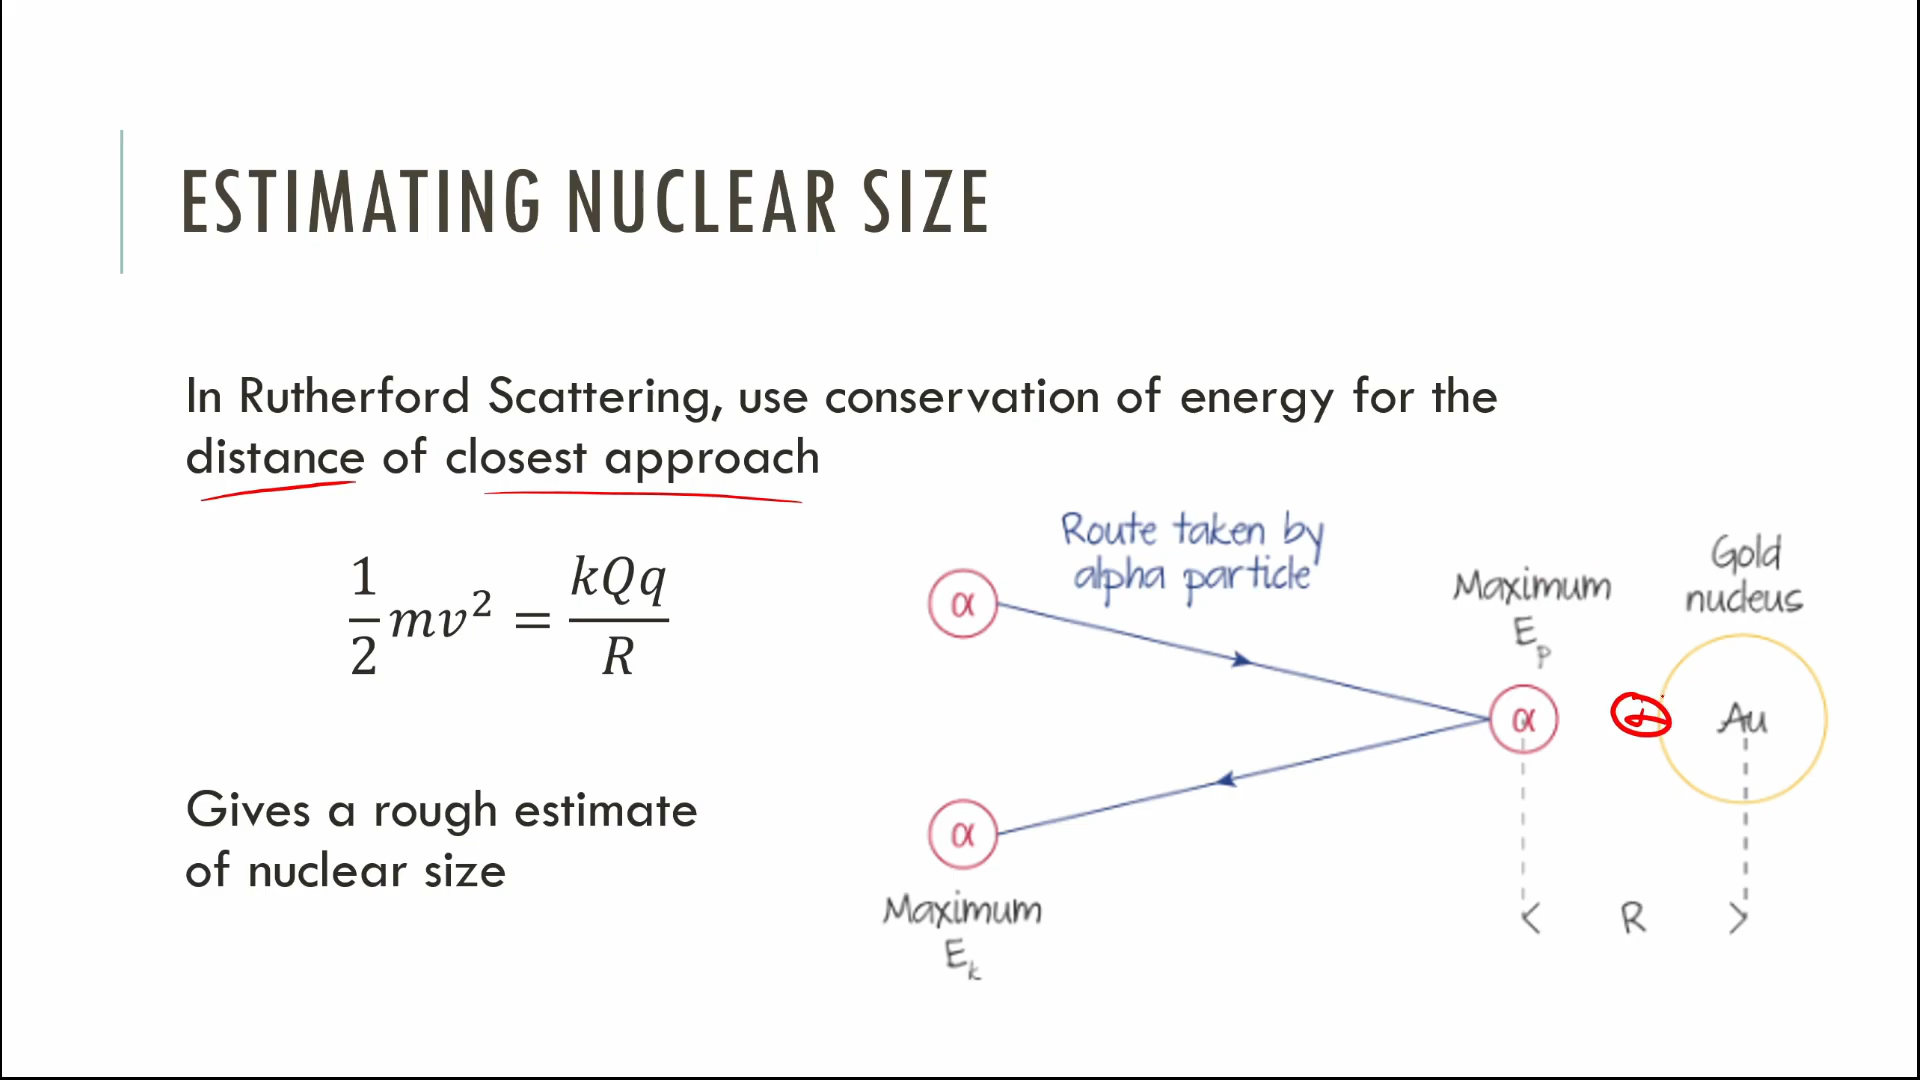 ESTIMATING NUCLEAR SIZE
In Rutherford Scattering, use conservation of energy for the
distance of closest approach
1/2 mv² = kQq/R
Gives a rough estimate
of nuclear size
Route taken by
alpha particle
α
α
α
Maximum
Eₖ
Maximum
Eₚ
Gold
nucleus
Au
R